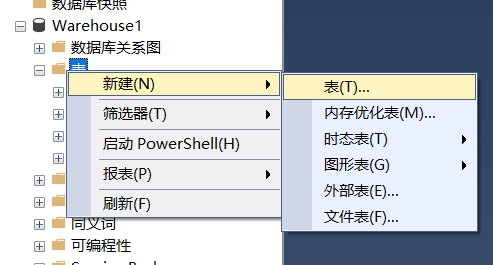 数据库快照
Warehouse1
数据库关系图
表
新建(N)
筛选器(T)
启动 PowerShell(H)
报表(P)
刷新(F)
表(T)...
内存优化表(M)...
时态表(T)
图形表(G)
外部表(E)...
文件表(F)...
同义词
可编程性